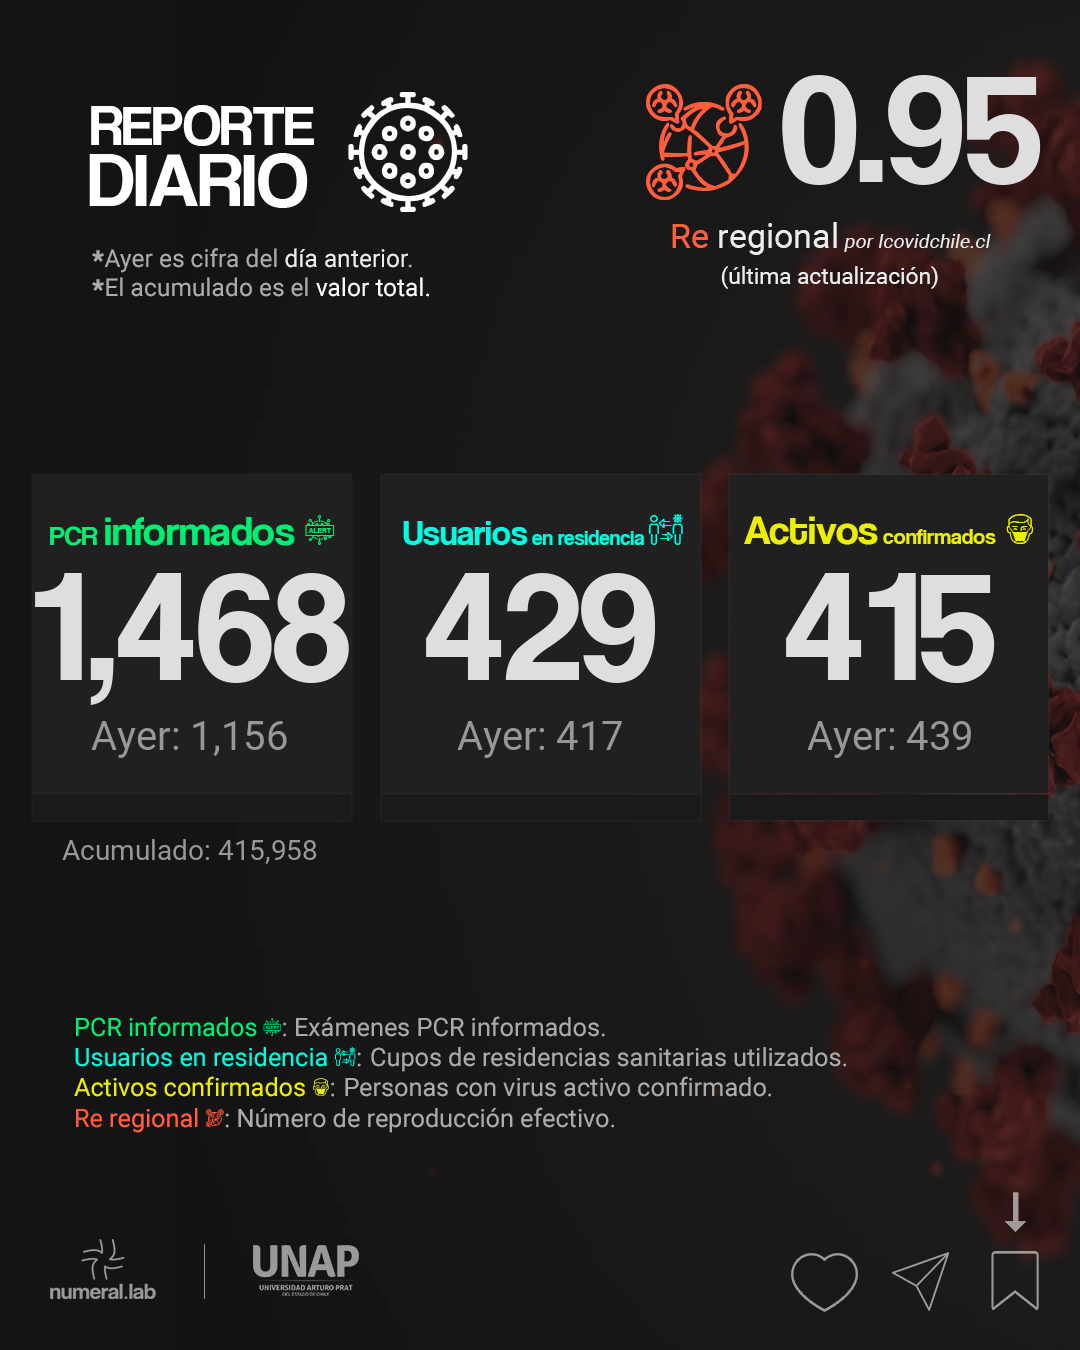 REPORTE
DIARIO
*Ayer es cifra del día anterior.
*El acumulado es el valor total.
0.95
Re regional por Icovidchile.cl
(última actualización)
PCR informados ALERT
1,468
Ayer: 1,156
Acumulado: 415,958
Usuarios en residencia
429
Ayer: 417
Activos confirmados
415
Ayer: 439
PCR informados : Exámenes PCR informados.
Usuarios en residencia : Cupos de residencias sanitarias utilizados.
Activos confirmados : Personas con virus activo confirmado.
Re regional : Número de reproducción efectivo.
numeral.lab
UNAP
UNIVERSIDAD ARTURO PRAT
DEL ESTADO DE CHILE